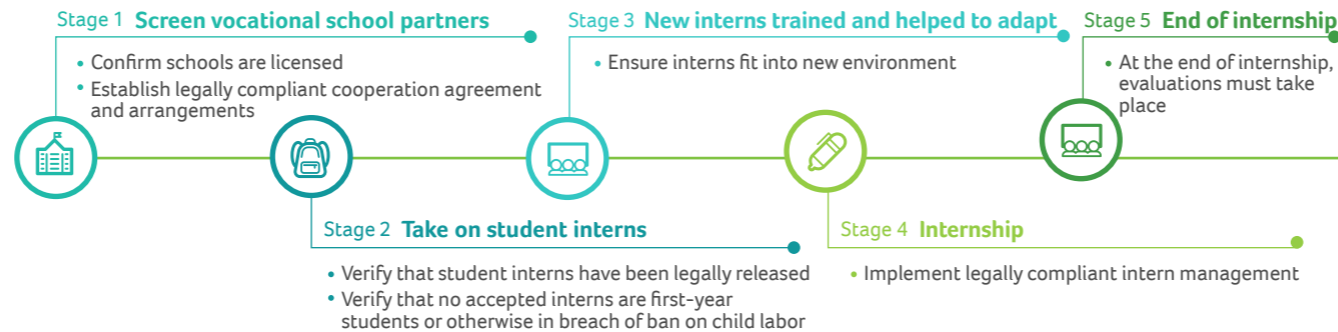 Stage 1 Screen vocational school partners
• Confirm schools are licensed
• Establish legally compliant cooperation agreement
and arrangements
Stage 2 Take on student interns
• Verify that student interns have been legally released
• Verify that no accepted interns are first-year
students or otherwise in breach of ban on child labor
Stage 3 New interns trained and helped to adapt
• Ensure interns fit into new environment
Stage 4 Internship
• Implement legally compliant intern management
Stage 5 End of internship
• At the end of internship,
evaluations must take
place